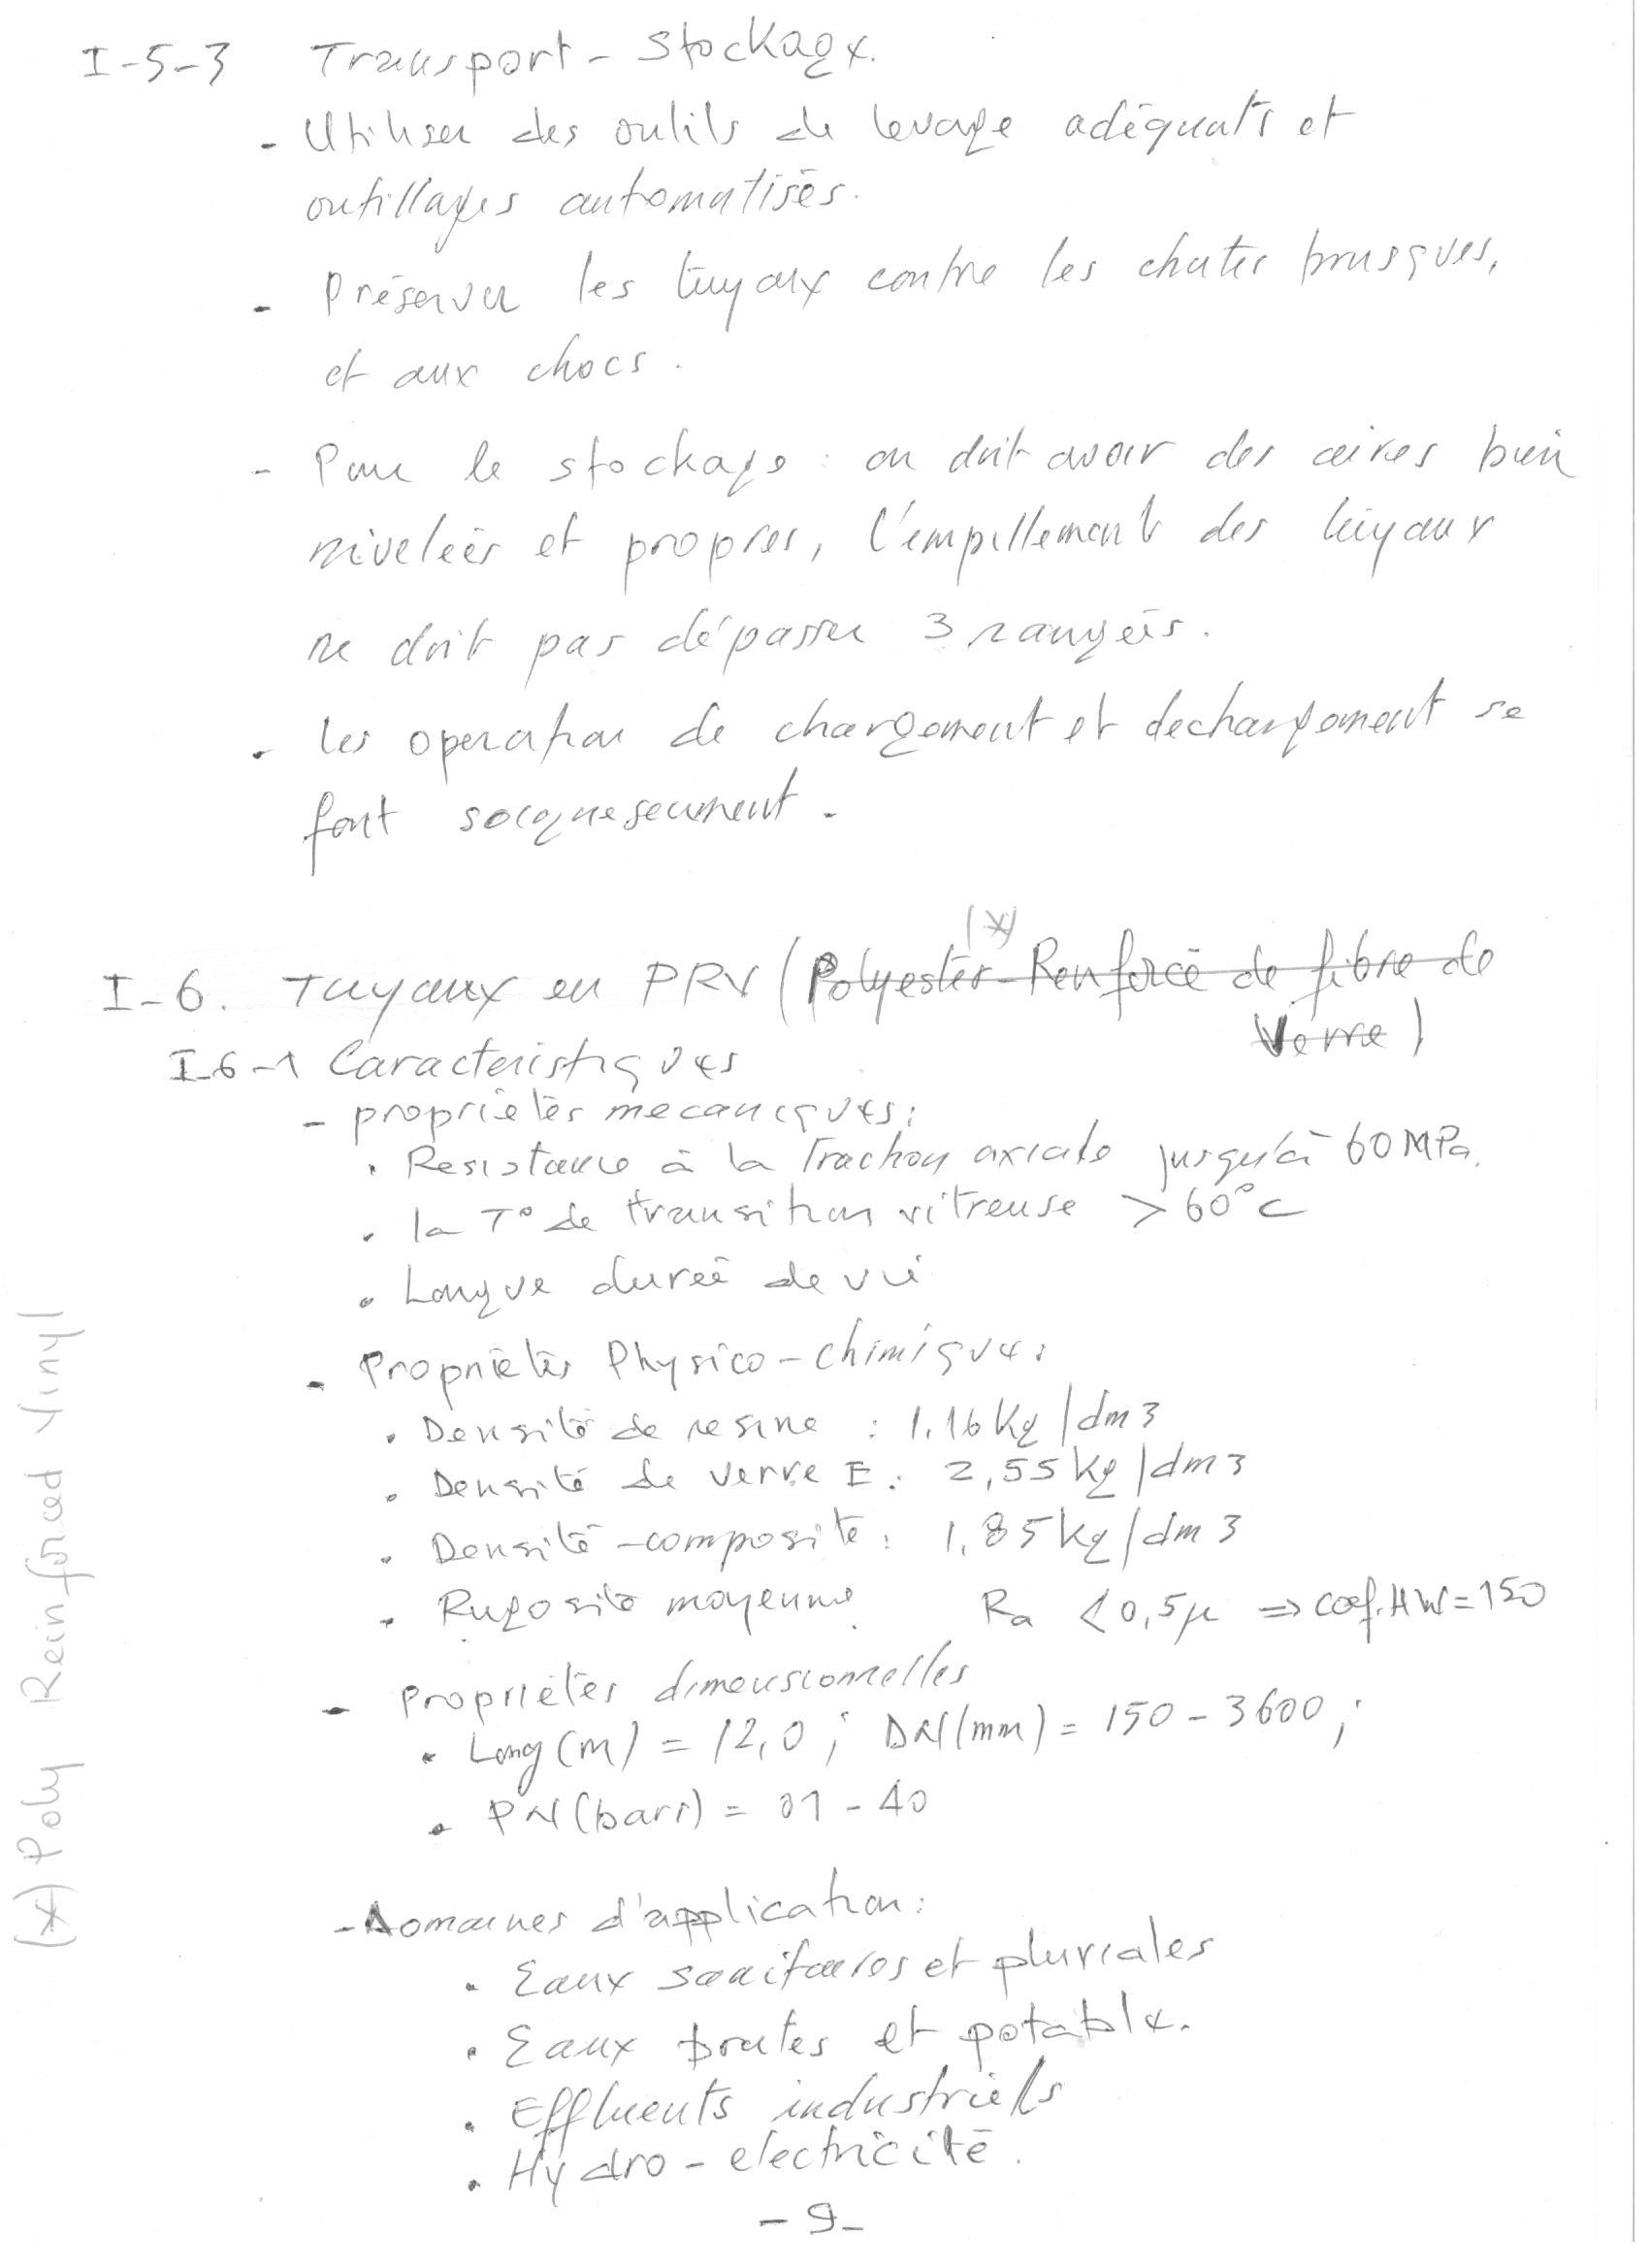 I-5-3 Transport - Stockage.
- Utiliser des outils de levage adéquats et
outillages automatisés.
- Préserver les tuyaux contre les chutes brusques,
et aux chocs.
- Pour le stockage : on doit avoir des aires bien
nivelées et propres, l'empillement des tuyaux
ne doit pas dépasser 3 rangées.
- Les operation de chargement et dechargement se
font
(x)
I-6. Tuyaux en PRV (Polyester Renforcé de fibre de
Verre)
I-6-1 Caracteristiques
- propriétés mecaniques:
. Resistance à la Traction axiale jusqu'à 60 MPa.
. la T° de transition vitreuse > 60°C
. Longue durée de vie
- Propriétés Physico-chimique:
. Densité de resine : 1.16 kg/dm3
. Densité de verre E : 2,55 kg/dm3
. Densité -composite : 1,85 kg/dm3
. Rugosité moyenne. Ra < 0,5µ ⇒ coef. HW = 150
- Propriétés dimensionnelles
. Long (m) = 12,0 ; DN (mm) = 150 - 3600 ;
. PN (bars) = 01 - 40
- Domaines d'application :
. Eaux sanitaires et pluviales
. Eaux brutes et potable.
. Effluents industriels
. Hydro - electricité.
- 9 -
(x) Poly Reinforced Vinyl